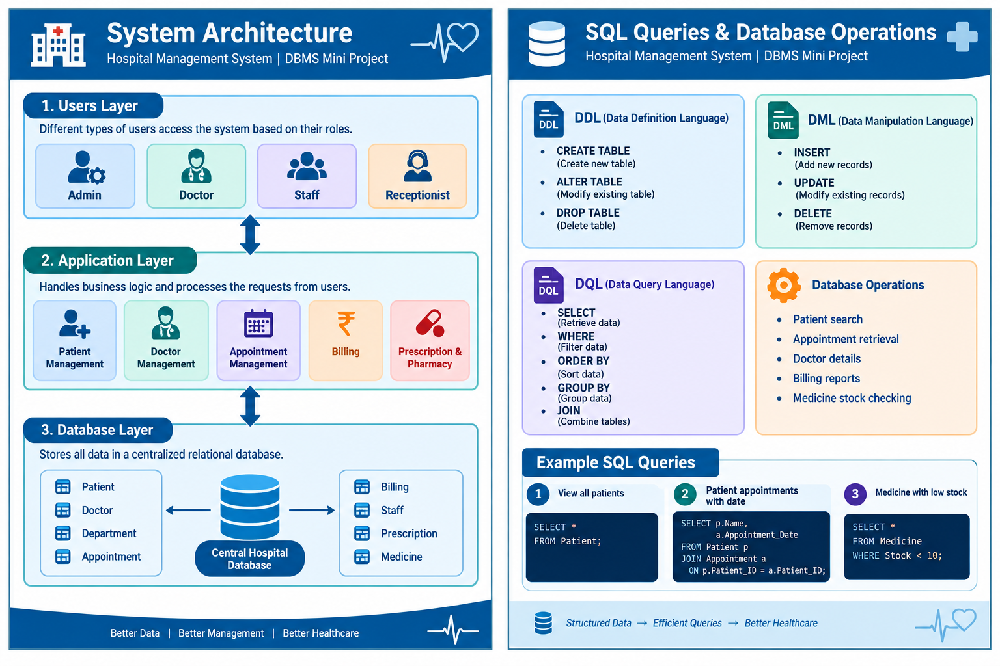 System Architecture
Hospital Management System | DBMS Mini Project
1. Users Layer
Different types of users access the system based on their roles.
Admin
Doctor
Staff
Receptionist
2. Application Layer
Handles business logic and processes the requests from users.
Patient
Management
Doctor
Management
Appointment
Management
₹
Billing
Prescription &
Pharmacy
3. Database Layer
Stores all data in a centralized relational database.
Patient
Doctor
Department
Appointment
Central Hospital
Database
Billing
Staff
Prescription
Medicine
Better Data | Better Management | Better Healthcare
SQL Queries & Database Operations
Hospital Management System | DBMS Mini Project
DDL
DDL (Data Definition Language)
• CREATE TABLE
(Create new table)
• ALTER TABLE
(Modify existing table)
• DROP TABLE
(Delete table)
DML
DML (Data Manipulation Language)
• INSERT
(Add new records)
• UPDATE
(Modify existing records)
• DELETE
(Remove records)
DQL
DQL (Data Query Language)
• SELECT
(Retrieve data)
• WHERE
(Filter data)
• ORDER BY
(Sort data)
• GROUP BY
(Group data)
• JOIN
(Combine tables)
Database Operations
• Patient search
• Appointment retrieval
• Doctor details
• Billing reports
• Medicine stock checking
Example SQL Queries
1 View all patients
SELECT *
FROM Patient;
2 Patient appointments
with date
SELECT p.Name,
a.Appointment_Date
FROM Patient p
JOIN Appointment a
ON p.Patient_ID = a.Patient_ID;
3 Medicine with low stock
SELECT *
FROM Medicine
WHERE Stock < 10;
Structured Data → Efficient Queries → Better Healthcare